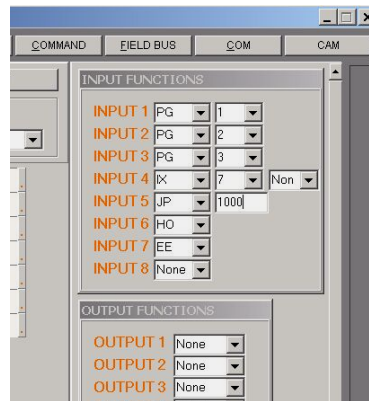 COMMAND FIELD BUS COM CAM
INPUT FUNCTIONS
INPUT 1 PG 1
INPUT 2 PG 2
INPUT 3 PG 3
INPUT 4 IX 7 Non
INPUT 5 JP 1000
INPUT 6 HO
INPUT 7 EE
INPUT 8 None
OUTPUT FUNCTIONS
OUTPUT 1 None
OUTPUT 2 None
OUTPUT 3 None